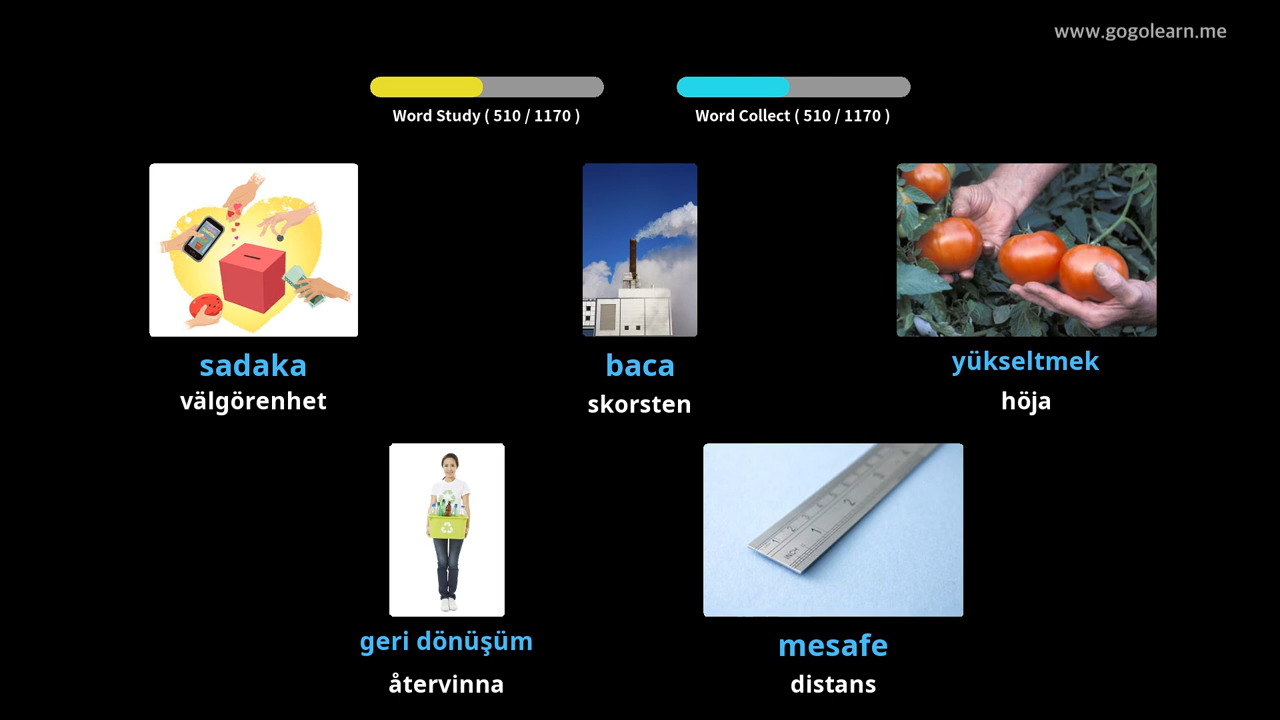 www.gogolearn.me
Word Study ( 510 / 1170 )
Word Collect ( 510 / 1170 )
sadaka
välgörenhet
baca
skorsten
yükseltmek
höja
geri dönüşüm
återvinna
mesafe
distans